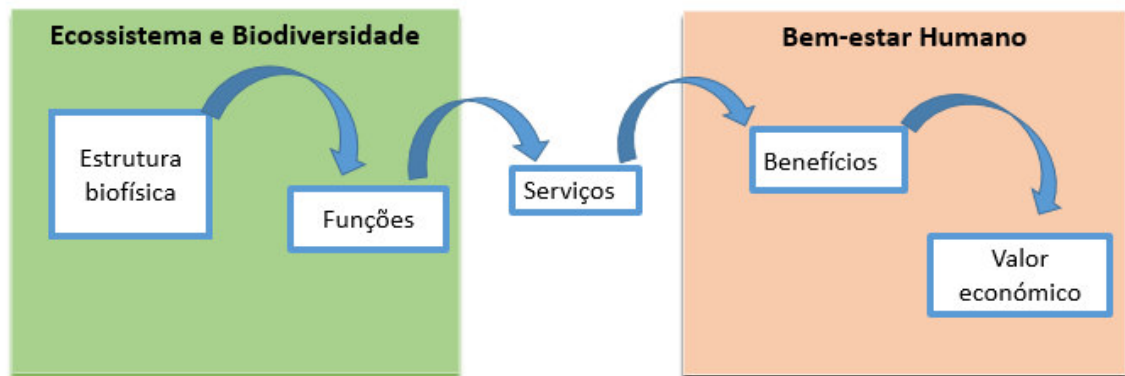 Ecossistema e Biodiversidade
Estrutura
biofísica
Funções
Serviços
Bem-estar Humano
Benefícios
Valor
económico